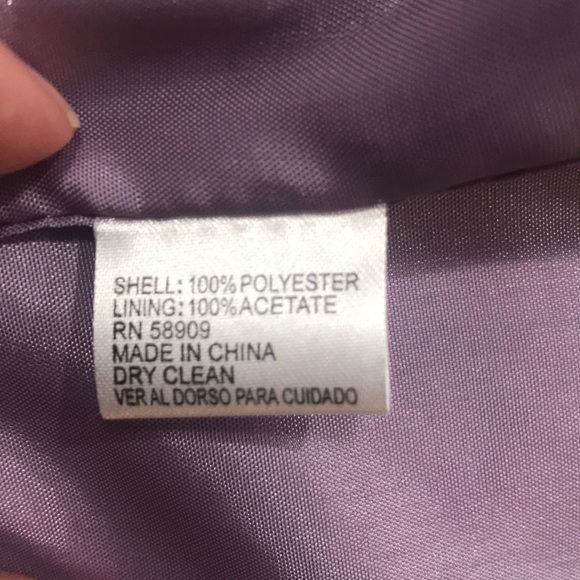 SHELL: 100% POLYESTER
LINING: 100% ACETATE
RN 58909
MADE IN CHINA
DRY CLEAN
VER AL DORSO PARA CUIDADO